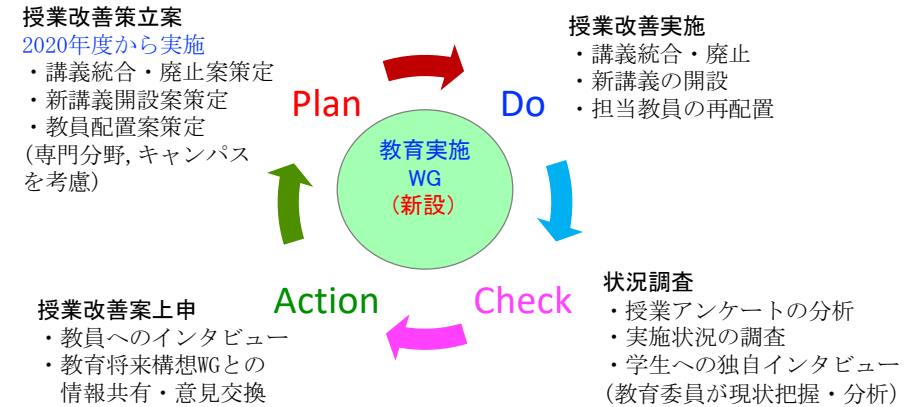 授業改善策立案
2020年度から実施
・講義統合・廃止案策定
・新講義開設案策定
・教員配置案策定
(専門分野,キャンパス
を考慮)
Plan
Do
授業改善実施
・講義統合・廃止
・新講義の開設
・担当教員の再配置
教育実施
WG
(新設)
Action
Check
授業改善案上申
・教員へのインタビュー
・教育将来構想WGとの
情報共有・意見交換
状況調査
・授業アンケートの分析
・実施状況の調査
・学生への独自インタビュー
(教育委員が現状把握・分析)